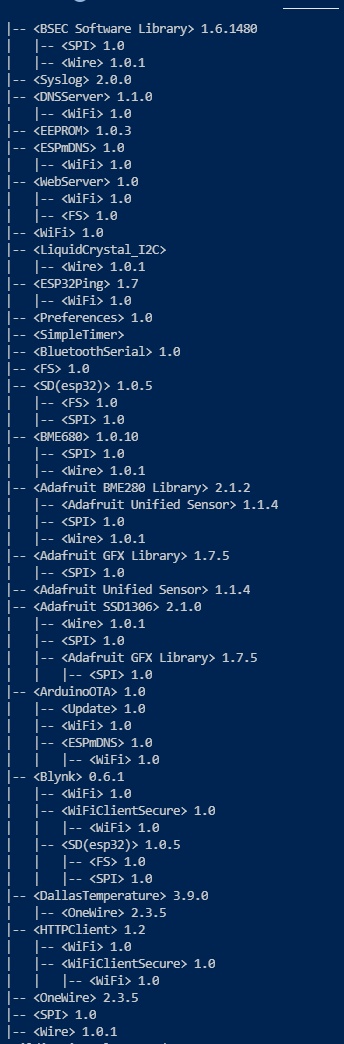 |-- <BSEC Software Library> 1.6.1480
|   |-- <SPI> 1.0
|   |-- <Wire> 1.0.1
|-- <Syslog> 2.0.0
|-- <DNSServer> 1.1.0
|   |-- <WiFi> 1.0
|-- <EEPROM> 1.0.3
|-- <ESPmDNS> 1.0
|   |-- <WiFi> 1.0
|-- <WebServer> 1.0
|   |-- <WiFi> 1.0
|   |-- <FS> 1.0
|-- <WiFi> 1.0
|-- <LiquidCrystal_I2C>
|   |-- <Wire> 1.0.1
|-- <ESP32Ping> 1.7
|   |-- <WiFi> 1.0
|-- <Preferences> 1.0
|-- <SimpleTimer>
|-- <BluetoothSerial> 1.0
|-- <FS> 1.0
|-- <SD(esp32)> 1.0.5
|   |-- <FS> 1.0
|   |-- <SPI> 1.0
|-- <BME680> 1.0.10
|   |-- <SPI> 1.0
|   |-- <Wire> 1.0.1
|-- <Adafruit BME280 Library> 2.1.2
|   |-- <Adafruit Unified Sensor> 1.1.4
|   |-- <SPI> 1.0
|   |-- <Wire> 1.0.1
|-- <Adafruit GFX Library> 1.7.5
|   |-- <SPI> 1.0
|-- <Adafruit Unified Sensor> 1.1.4
|-- <Adafruit SSD1306> 2.1.0
|   |-- <Wire> 1.0.1
|   |-- <SPI> 1.0
|   |-- <Adafruit GFX Library> 1.7.5
|   |   |-- <SPI> 1.0
|-- <ArduinoOTA> 1.0
|   |-- <Update> 1.0
|   |-- <WiFi> 1.0
|   |-- <ESPmDNS> 1.0
|   |   |-- <WiFi> 1.0
|-- <Blynk> 0.6.1
|   |-- <WiFi> 1.0
|   |-- <WiFiClientSecure> 1.0
|   |   |-- <WiFi> 1.0
|   |-- <SD(esp32)> 1.0.5
|   |   |-- <FS> 1.0
|   |   |-- <SPI> 1.0
|-- <DallasTemperature> 3.9.0
|   |-- <OneWire> 2.3.5
|-- <HTTPClient> 1.2
|   |-- <WiFi> 1.0
|   |-- <WiFiClientSecure> 1.0
|   |   |-- <WiFi> 1.0
|-- <OneWire> 2.3.5
|-- <SPI> 1.0
|-- <Wire> 1.0.1